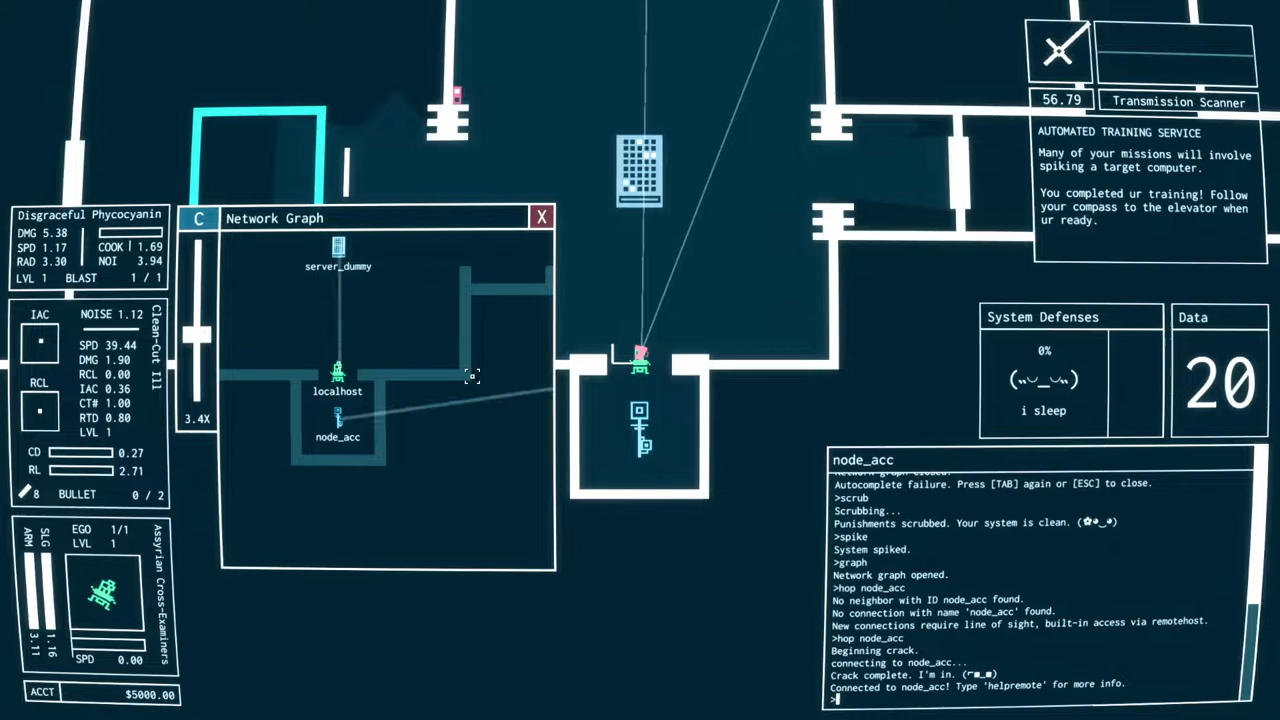 56.79
Transmission Scanner
AUTOMATED TRAINING SERVICE
Many of your missions will involve
spiking a target computer.
You completed ur training! Follow
your compass to the elevator when
ur ready.
Disgraceful Phycocyanin
DMG 5.38
SPD 1.17
COOK 1.69
RAD 3.30
NOI 3.94
LVL 1
BLAST
1 / 1
C
Network Graph
X
server_dummy
localhost
node_acc
3.4X
IAC
NOISE 1.12
Clean-Cut Ill
SPD 39.44
DMG 1.90
RCL 0.00
IAC 0.36
CT# 1.00
RTD 0.80
LVL 1
RCL
CD
0.27
RL
2.71
8
BULLET
0 / 2
EGO 1/1
LVL 1
ARM
SLG
3.11
1.16
Assyrian Cross-Examiners
SPD 0.00
ACCT
$5000.00
System Defenses
0%
i sleep
Data
20
node_acc
Network graph closed.
Autocomplete failure. Press [TAB] again or [ESC] to close.
>scrub
Scrubbing...
Punishments scrubbed. Your system is clean. (✿◕‿◕)
>spike
System spiked.
>graph
Network graph opened.
>hop node_acc
No neighbor with ID node_acc found.
No connection with name 'node_acc' found.
New connections require line of sight, built-in access via remotehost.
>hop node_acc
Beginning crack.
connecting to node_acc...
Crack complete. I'm in. (⌐■_■)
Connected to node_acc! Type 'helpremote' for more info.
>